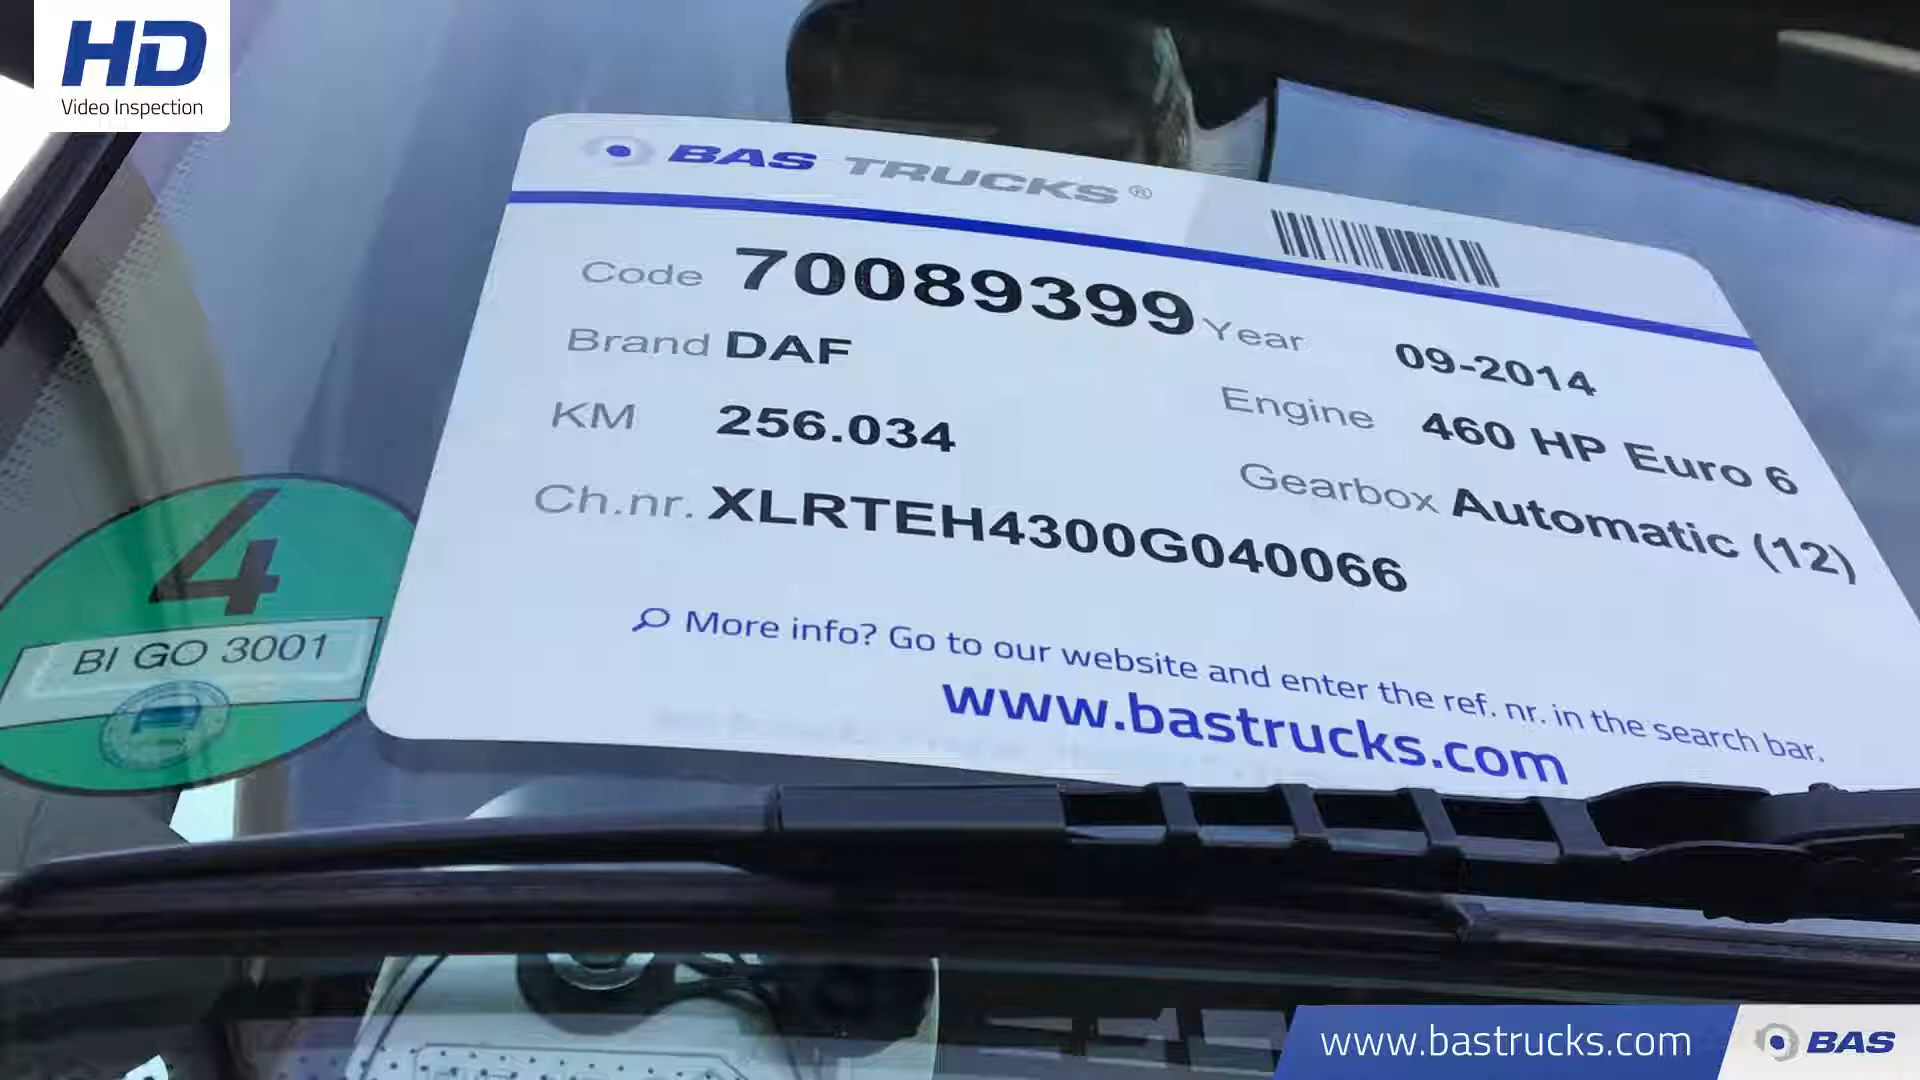 HD
Video Inspection
BAS TRUCKS®
Code 70089399 Year 09-2014
Brand DAF Engine 460 HP Euro 6
KM 256.034 Gearbox Automatic (12)
Ch.nr. XLRTEH4300G040066
More info? Go to our website and enter the ref. nr. in the search bar.
www.bastrucks.com
4
BI GO 3001
www.bastrucks.com BAS